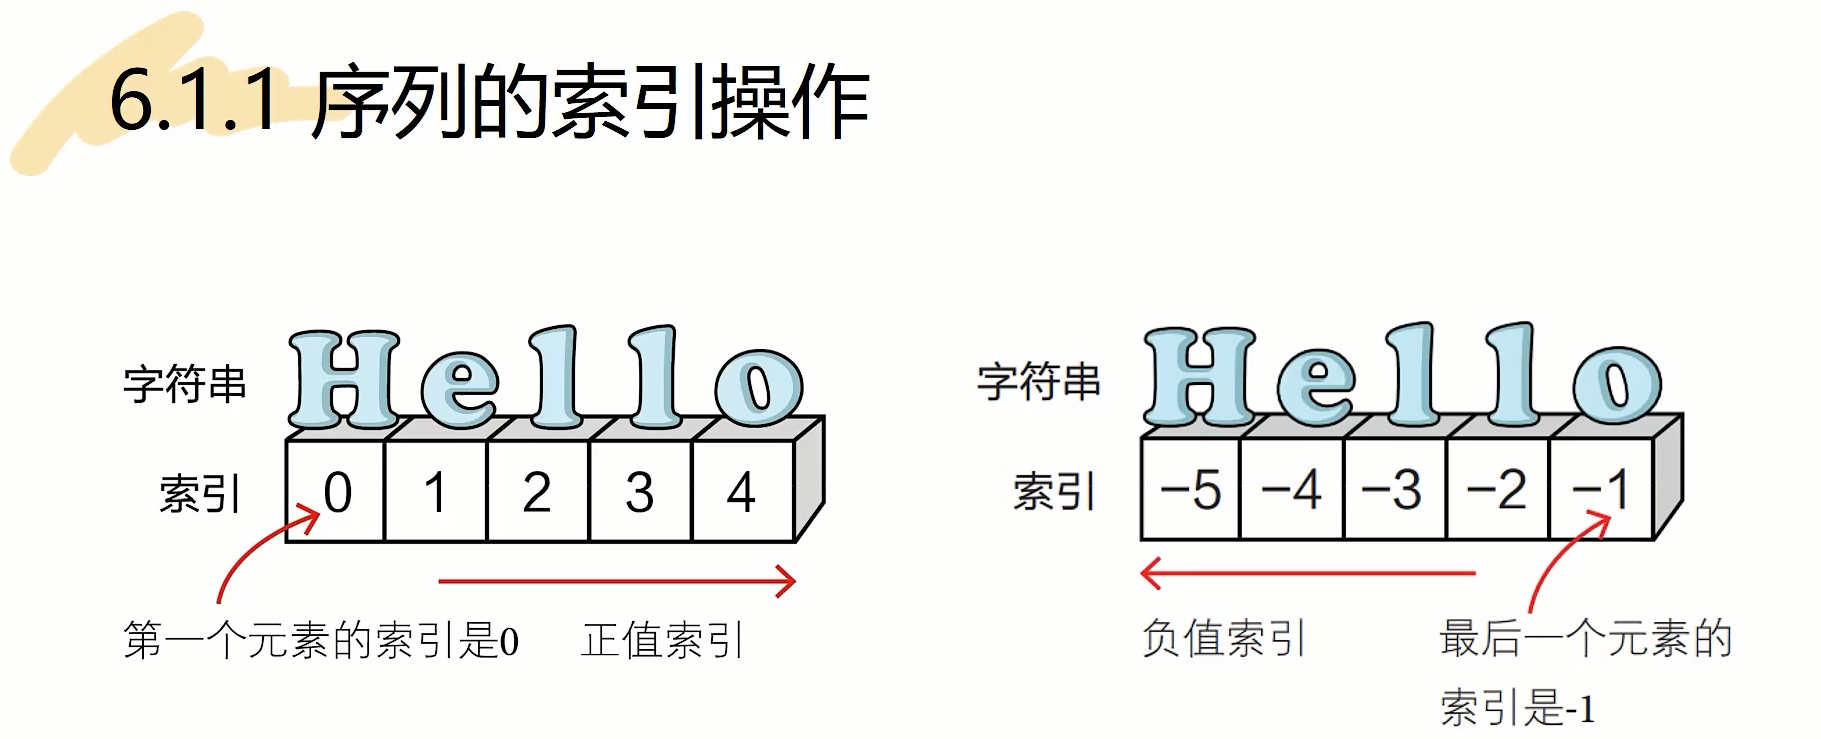 6.1.1 序列的索引操作
字符串 Hello
索引 0 1 2 3 4
第一个元素的索引是0 正值索引
字符串 Hello
索引 -5 -4 -3 -2 -1
负值索引 最后一个元素的
索引是-1